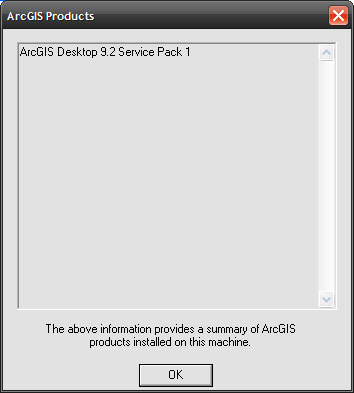 ArcGIS Products
ArcGIS Desktop 9.2 Service Pack 1
The above information provides a summary of ArcGIS
products installed on this machine.
OK